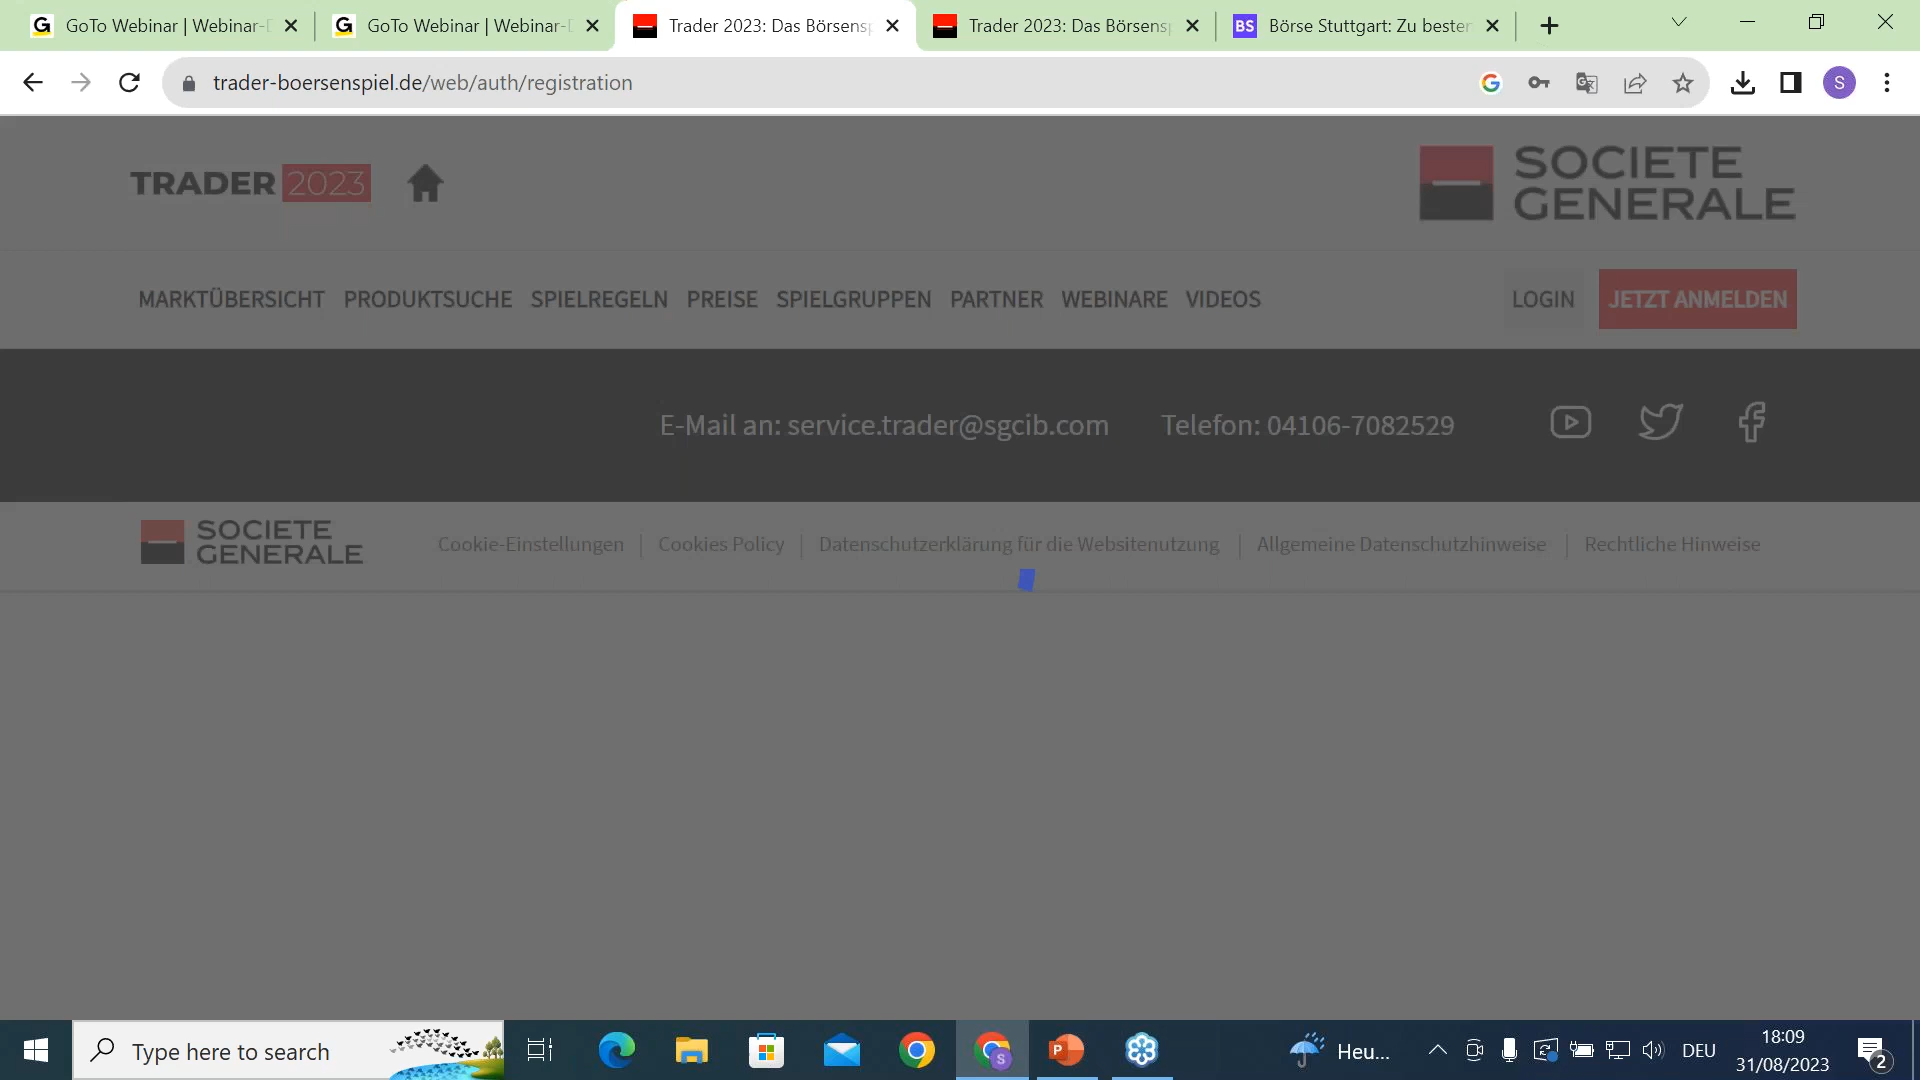 GoTo Webinar | Webinar-
GoTo Webinar | Webinar-
Trader 2023: Das Börsensp
Trader 2023: Das Börsensp
BS Börse Stuttgart: Zu besten
trader-boersenspiel.de/web/auth/registration
S
TRADER 2023
SOCIETE
GENERALE
MARKTÜBERSICHT PRODUKTSUCHE SPIELREGELN PREISE SPIELGRUPPEN PARTNER WEBINARE VIDEOS LOGIN JETZT ANMELDEN
E-Mail an: service.trader@sgcib.com Telefon: 04106-7082529
SOCIETE
GENERALE
Cookie-Einstellungen | Cookies Policy | Datenschutzerklärung für die Websitenutzung | Allgemeine Datenschutzhinweise | Rechtliche Hinweise
Type here to search
Heu...
DEU
18:09
31/08/2023
2